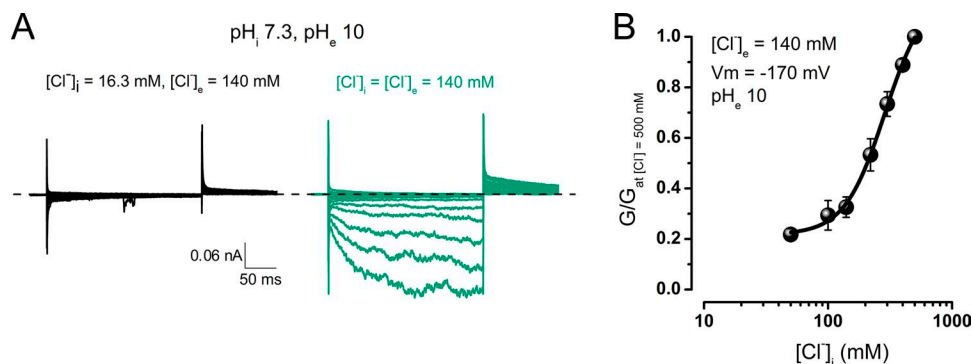 A
pHi 7.3, pHe 10
[Cl-]i = 16.3 mM, [Cl-]e = 140 mM
[Cl-]i = [Cl-]e = 140 mM
0.06 nA
50 ms
B
[Cl-]e = 140 mM
Vm = -170 mV
pHe 10
G/Gat [Cl-] = 500 mM
1.0
0.8
0.6
0.4
0.2
0.0
10
100
1000
[Cl-]i (mM)